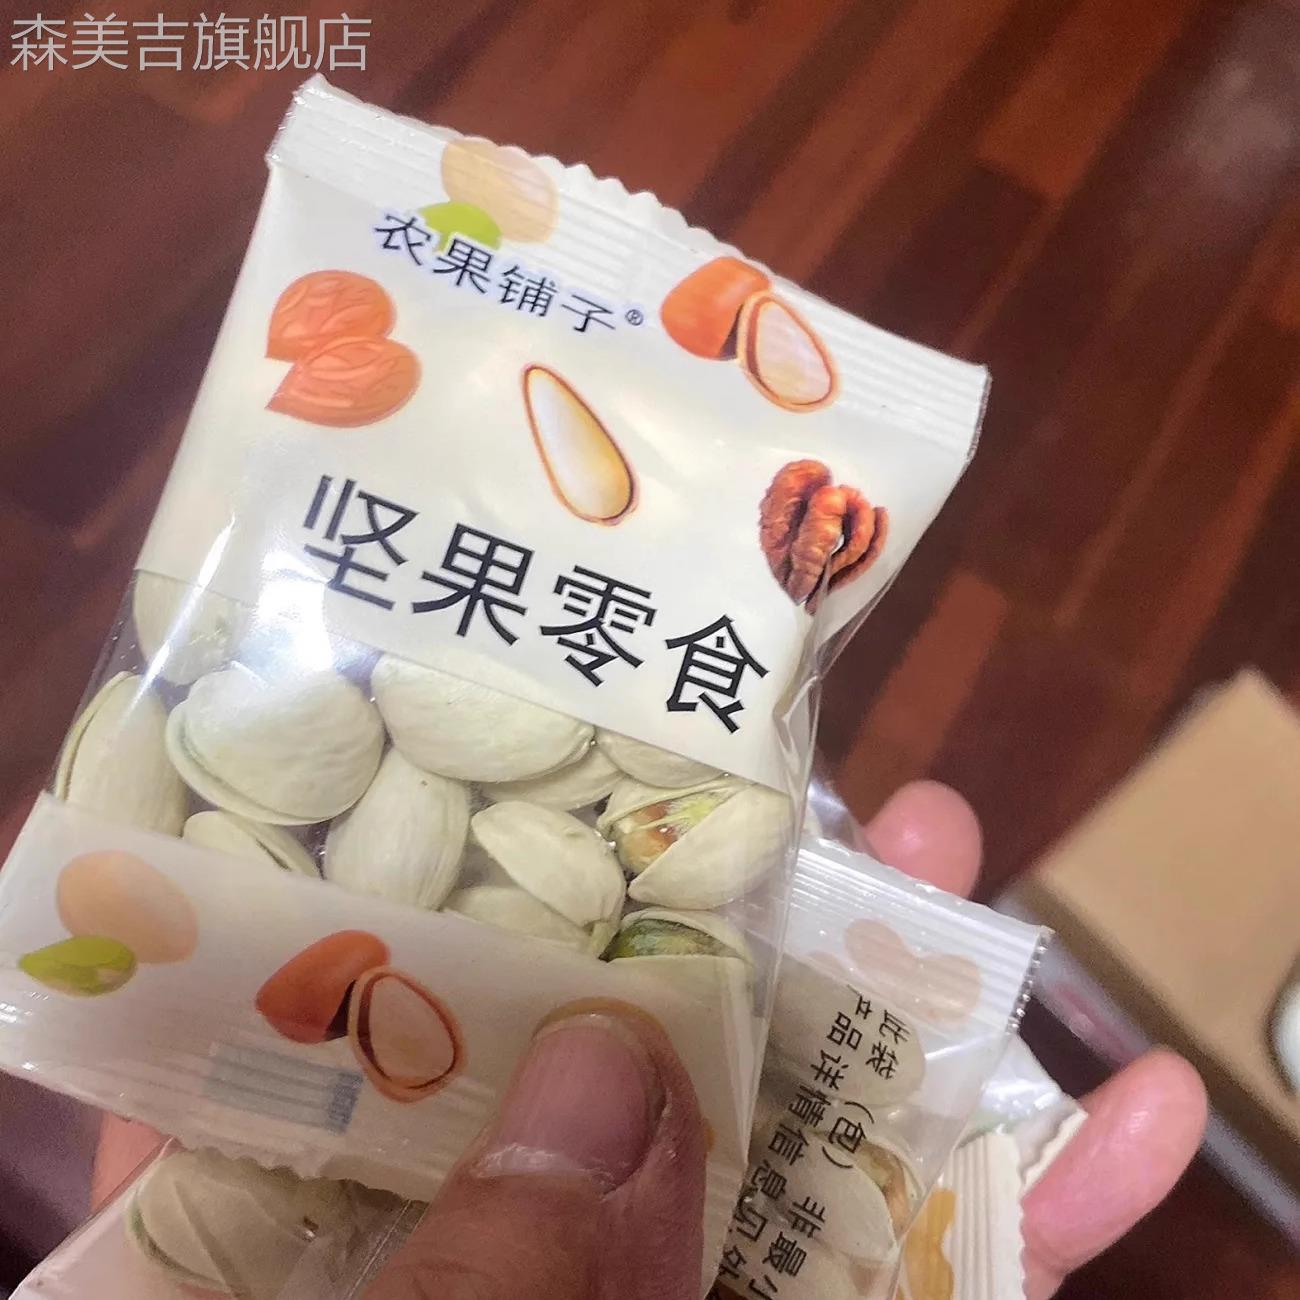 森美吉旗舰店
农果铺子®
坚果零食
此袋（包）非最小
产品详情信息见外